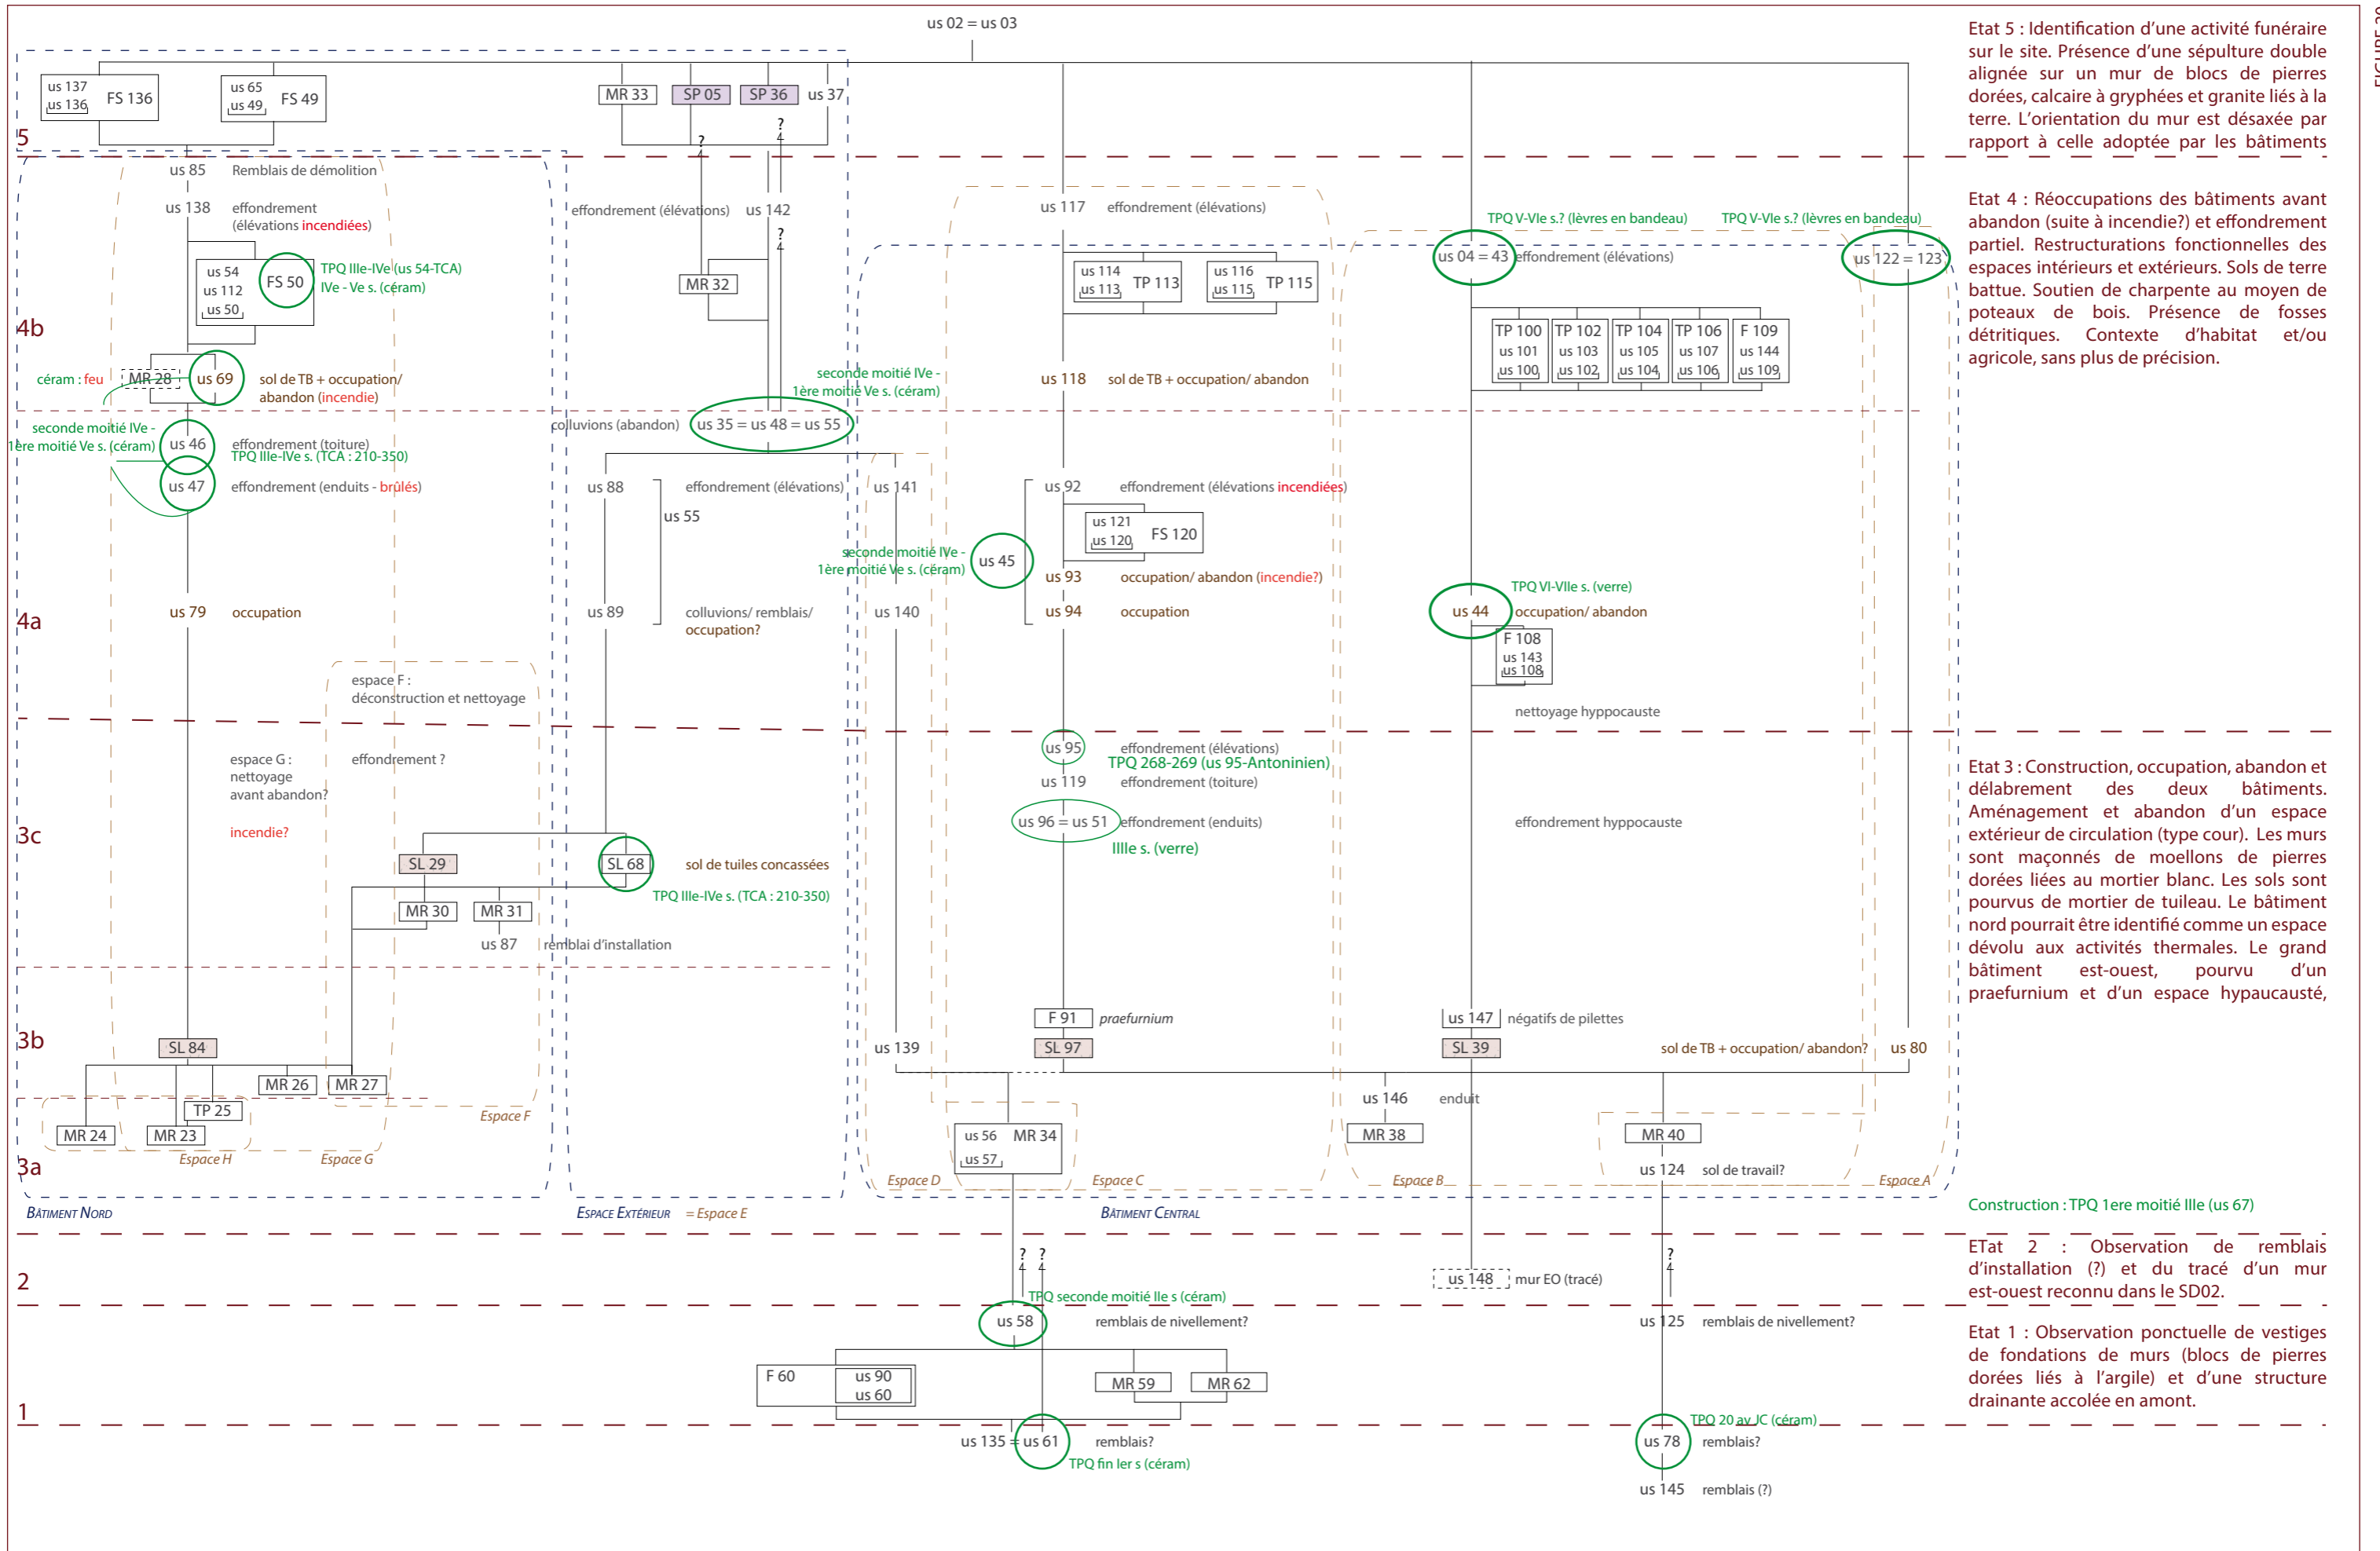 FIGURE 20
us 02 = us 03
us 137
us 136
FS 136
us 65
us 49
FS 49
MR 33
SP 05
SP 36
us 37
?
?
5
us 85
Remblais de démolition
us 138
effondrement
(élévations incendiées)
effondrement (élévations)
us 142
?
us 117
effondrement (élévations)
TPQ V-VIe s.? (lèvres en bandeau)
TPQ V-VIe s.? (lèvres en bandeau)
us 04 = 43
effondrement (élévations)
us 122 = 123
us 54
us 112
us 50
FS 50
TPQ IIIe-IVe (us 54-TCA)
IVe - Ve s. (céram)
MR 32
us 114
us 113
TP 113
us 116
us 115
TP 115
4b
TP 100
us 101
us 100
TP 102
us 103
us 102
TP 104
us 105
us 104
TP 106
us 107
us 106
F 109
us 144
us 109
céram : feu
MR 28
us 69
sol de TB + occupation/
abandon (incendie)
seconde moitié IVe -
1ère moitié Ve s. (céram)
us 118
sol de TB + occupation/ abandon
seconde moitié IVe -
1ère moitié Ve s. (céram)
us 46
effondrement (toiture)
TPQ IIIe-IVe s. (TCA : 210-350)
colluvions (abandon)
us 35 = us 48 = us 55
us 47
effondrement (enduits - brûlés)
us 88
effondrement (élévations)
us 55
us 141
us 92
effondrement (élévations incendiées)
us 121
us 120
FS 120
seconde moitié IVe -
1ère moitié Ve s. (céram)
us 45
us 93
occupation/ abandon (incendie?)
us 94
occupation
TPQ VI-VIIe s. (verre)
us 44
occupation/ abandon
4a
us 79
occupation
us 89
colluvions/ remblais/
occupation?
us 140
F 108
us 143
us 108
espace F :
déconstruction et nettoyage
nettoyage hyppocauste
espace G :
nettoyage
avant abandon?
incendie?
effondrement ?
us 95
effondrement (élévations)
TPQ 268-269 (us 95-Antoninien)
us 119
effondrement (toiture)
us 96 = us 51
effondrement (enduits)
IIIIe s. (verre)
effondrement hyppocauste
3c
SL 29
SL 68
sol de tuiles concassées
TPQ IIIe-IVe s. (TCA : 210-350)
MR 30
MR 31
us 87
remblai d'installation
3b
SL 84
us 139
F 91
praefurnium
SL 97
us 147
négatifs de pilettes
SL 39
sol de TB + occupation/ abandon?
us 80
MR 26
MR 27
TP 25
MR 24
MR 23
Espace H
Espace G
Espace F
3a
us 56
us 57
MR 34
us 146
enduit
MR 38
MR 40
us 124
sol de travail?
Espace D
Espace C
Espace B
Espace A
BÂTIMENT NORD
ESPACE EXTÉRIEUR
= Espace E
BÂTIMENT CENTRAL
2
?
?
us 148
mur EO (tracé)
?
TPQ seconde moitié IIe s (céram)
us 58
remblais de nivellement?
us 125
remblais de nivellement?
F 60
us 90
us 60
MR 59
MR 62
1
us 135 = us 61
remblais?
TPQ fin Ier s (céram)
TPQ 20 av JC (céram)
us 78
remblais?
us 145
remblais (?)
Etat 5 : Identification d'une activité funéraire
sur le site. Présence d'une sépulture double
alignée sur un mur de blocs de pierres
dorées, calcaire à gryphées et granite liés à la
terre. L'orientation du mur est désaxée par
rapport à celle adoptée par les bâtiments
Etat 4 : Réoccupations des bâtiments avant
abandon (suite à incendie?) et effondrement
partiel. Restructurations fonctionnelles des
espaces intérieurs et extérieurs. Sols de terre
battue. Soutien de charpente au moyen de
poteaux de bois. Présence de fosses
détritiques. Contexte d'habitat et/ou
agricole, sans plus de précision.
Etat 3 : Construction, occupation, abandon et
délabrement des deux bâtiments.
Aménagement et abandon d'un espace
extérieur de circulation (type cour). Les murs
sont maçonnés de moellons de pierres
dorées liées au mortier blanc. Les sols sont
pourvus de mortier de tuileau. Le bâtiment
nord pourrait être identifié comme un espace
dévolu aux activités thermales. Le grand
bâtiment est-ouest, pourvu d'un
praefurnium et d'un espace hypaucausté,
Construction : TPQ 1ere moitié IIIe (us 67)
ETat 2 : Observation de remblais
d'installation (?) et du tracé d'un mur
est-ouest reconnu dans le SD02.
Etat 1 : Observation ponctuelle de vestiges
de fondations de murs (blocs de pierres
dorées liés à l'argile) et d'une structure
drainante accolée en amont.